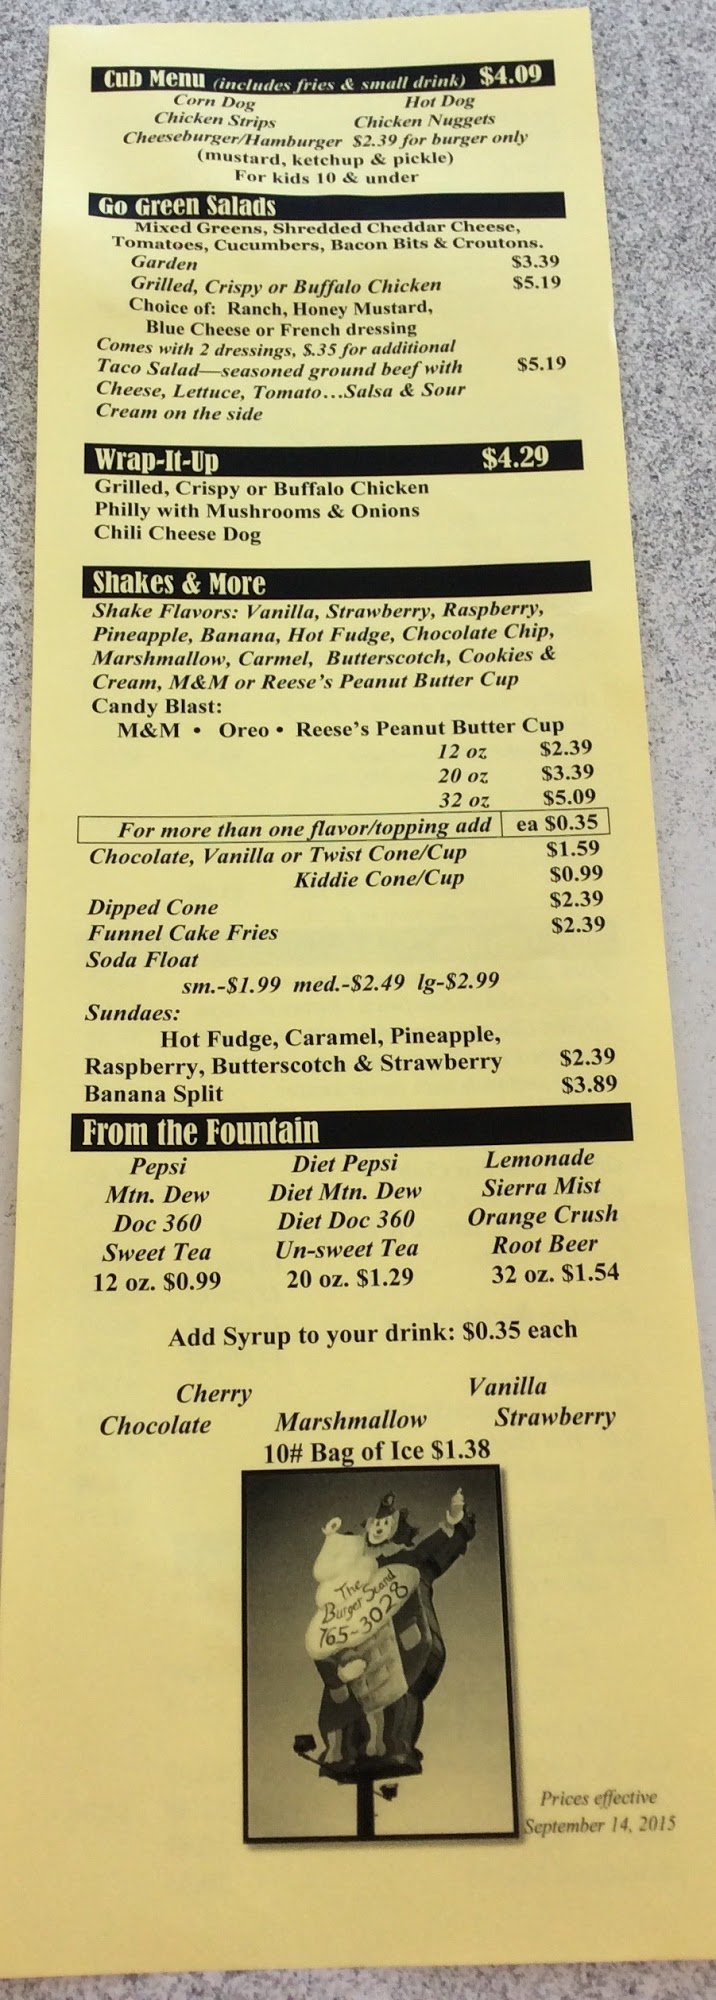 Cub Menu (includes fries & small drink) $4.09
Corn Dog Hot Dog
Chicken Strips Chicken Nuggets
Cheeseburger/Hamburger $2.39 for burger only
(mustard, ketchup & pickle)
For kids 10 & under
Go Green Salads
Mixed Greens, Shredded Cheddar Cheese,
Tomatoes, Cucumbers, Bacon Bits & Croutons.
Garden $3.39
Grilled, Crispy or Buffalo Chicken $5.19
Choice of: Ranch, Honey Mustard,
Blue Cheese or French dressing
Comes with 2 dressings, $.35 for additional
Taco Salad—seasoned ground beef with $5.19
Cheese, Lettuce, Tomato…Salsa & Sour
Cream on the side
Wrap-It-Up $4.29
Grilled, Crispy or Buffalo Chicken
Philly with Mushrooms & Onions
Chili Cheese Dog
Shakes & More
Shake Flavors: Vanilla, Strawberry, Raspberry,
Pineapple, Banana, Hot Fudge, Chocolate Chip,
Marshmallow, Carmel, Butterscotch, Cookies &
Cream, M&M or Reese's Peanut Butter Cup
Candy Blast:
M&M • Oreo • Reese's Peanut Butter Cup
12 oz $2.39
20 oz $3.39
32 oz $5.09
For more than one flavor/topping add ea $0.35
Chocolate, Vanilla or Twist Cone/Cup $1.59
Kiddie Cone/Cup $0.99
Dipped Cone $2.39
Funnel Cake Fries $2.39
Soda Float
sm.-$1.99 med.-$2.49 lg-$2.99
Sundaes:
Hot Fudge, Caramel, Pineapple,
Raspberry, Butterscotch & Strawberry $2.39
Banana Split $3.89
From the Fountain
Pepsi Diet Pepsi Lemonade
Mtn. Dew Diet Mtn. Dew Sierra Mist
Doc 360 Diet Doc 360 Orange Crush
Sweet Tea Un-sweet Tea Root Beer
12 oz. $0.99 20 oz. $1.29 32 oz. $1.54
Add Syrup to your drink: $0.35 each
Cherry Vanilla
Chocolate Marshmallow Strawberry
10# Bag of Ice $1.38
The
Burger Stand
765-3028
Prices effective
September 14, 2015